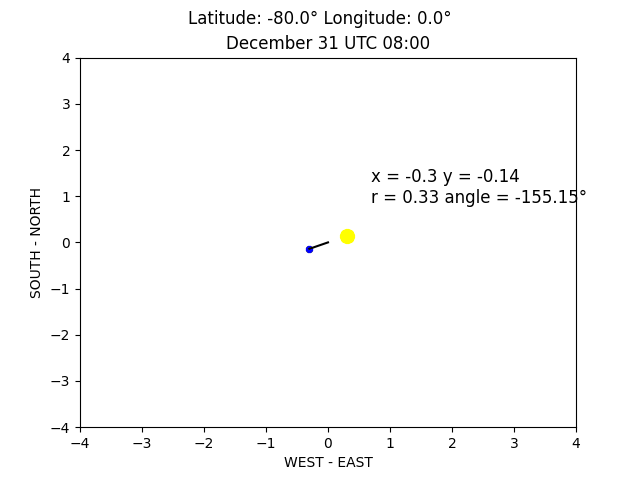 Latitude: -80.0° Longitude: 0.0°
December 31 UTC 08:00
4
3
2
1
0
−1
−2
−3
−4
SOUTH - NORTH
x = -0.3 y = -0.14
r = 0.33 angle = -155.15°
−4 −3 −2 −1 0 1 2 3 4
WEST - EAST